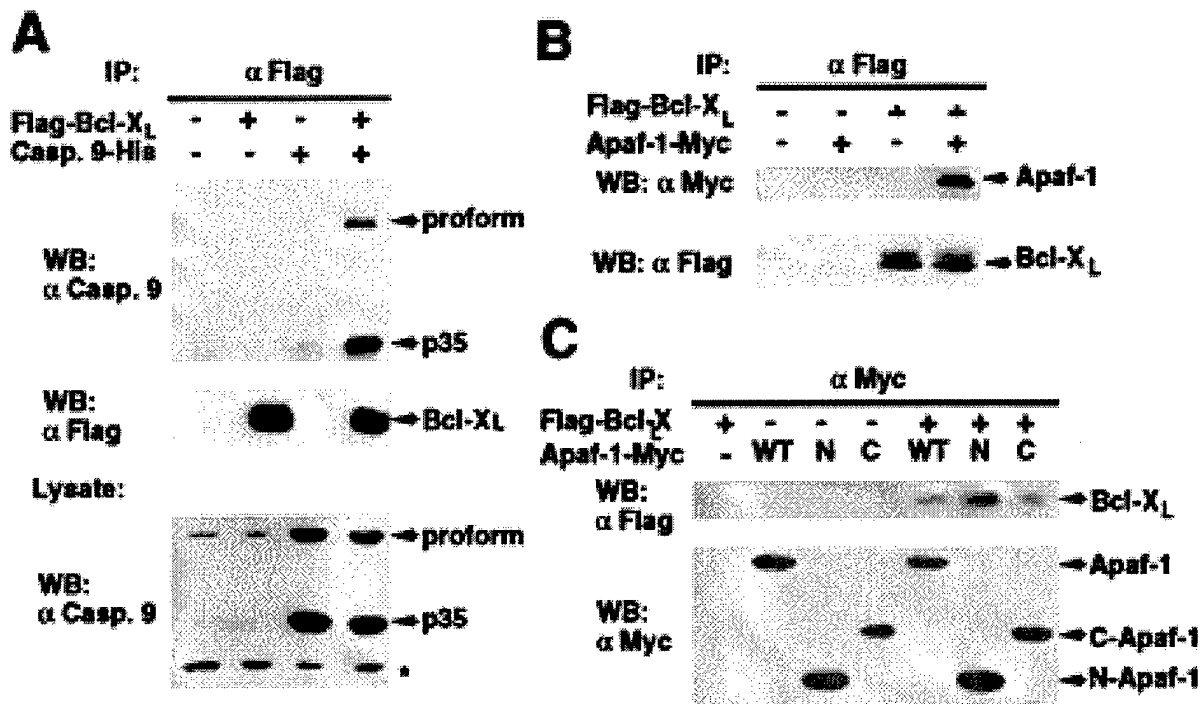 A
IP: α Flag
Flag-Bcl-XL - + - +
Casp. 9-His - - + +
proform
WB:
α Casp. 9
p35
WB:
α Flag
Bcl-XL
Lysate:
proform
WB:
α Casp. 9
p35
*
B
IP: α Flag
Flag-Bcl-XL - - + +
Apaf-1-Myc - + - +
WB: α Myc Apaf-1
WB: α Flag Bcl-XL
C
IP: α Myc
Flag-Bcl-LX + - - - + + +
Apaf-1-Myc - WT N C WT N C
WB:
α Flag
Bcl-XL
Apaf-1
WB:
α Myc
C-Apaf-1
N-Apaf-1